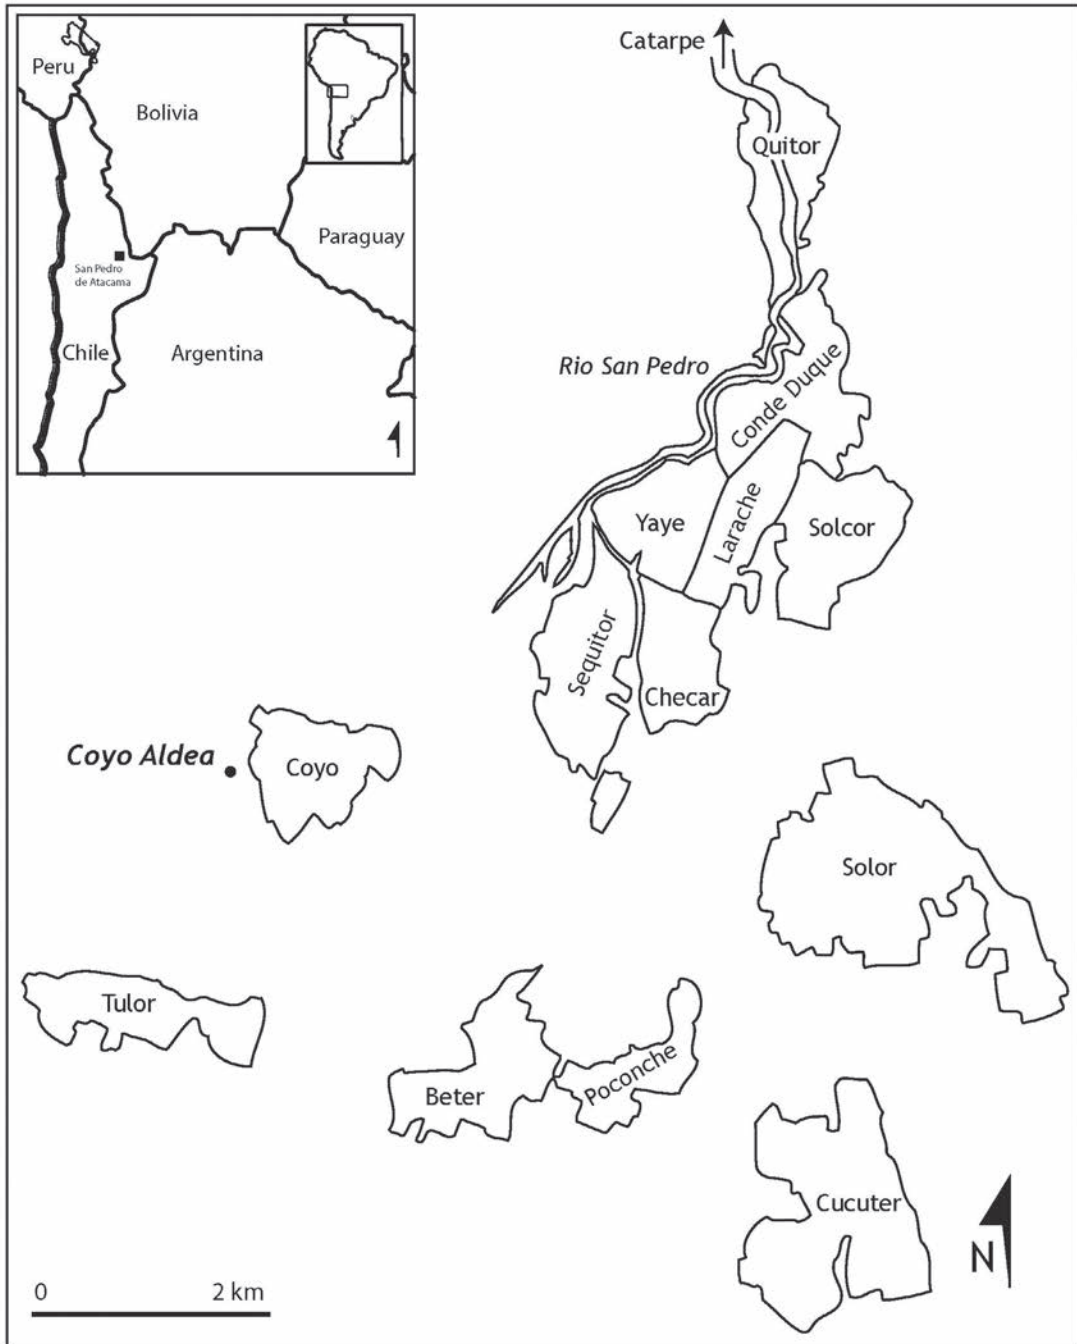 Peru
Bolivia
Paraguay
San Pedro
de Atacama
Chile
Argentina
Catarpe
Quitor
Rio San Pedro
Conde Duque
Larache
Yaye
Solcor
Sequitor
Checar
Coyo Aldea
Coyo
Solor
Tulor
Beter
Poconche
Cucuter
N
0 2 km